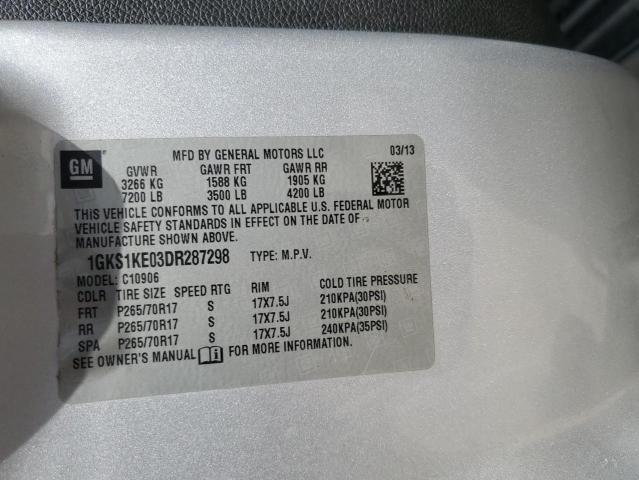 GM
MFD BY GENERAL MOTORS LLC 03/13
GVWR GAWR FRT GAWR RR
3266 KG 1588 KG 1905 KG
7200 LB 3500 LB 4200 LB
THIS VEHICLE CONFORMS TO ALL APPLICABLE U.S. FEDERAL MOTOR
VEHICLE SAFETY STANDARDS IN EFFECT ON THE DATE OF
MANUFACTURE SHOWN ABOVE.
1GKS1KE03DR287298 TYPE: M.P.V.
MODEL: C10906
CDLR TIRE SIZE SPEED RTG RIM COLD TIRE PRESSURE
FRT P265/70R17 S 17X7.5J 210KPA(30PSI)
RR P265/70R17 S 17X7.5J 210KPA(30PSI)
SPA P265/70R17 S 17X7.5J 240KPA(35PSI)
SEE OWNER'S MANUAL FOR MORE INFORMATION.